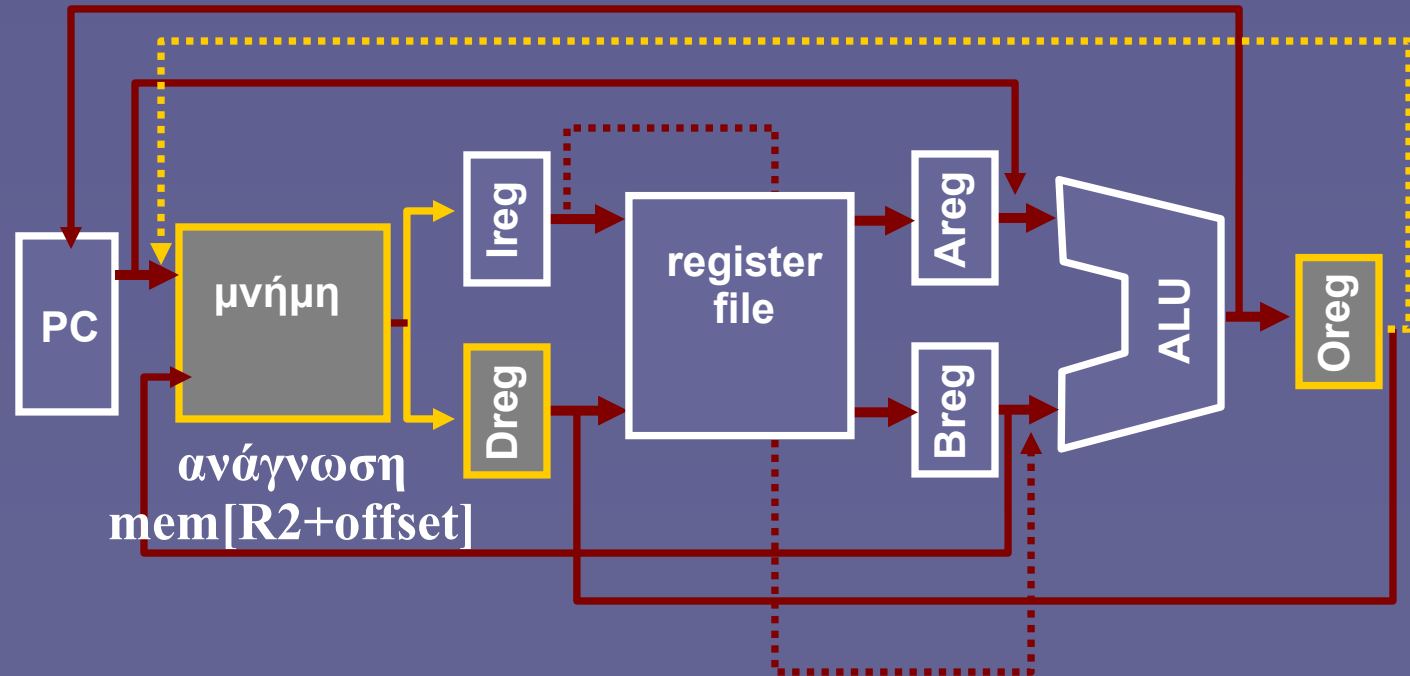 PC
μνήμη
ανάγνωση
mem[R2+offset]
Ireg
Dreg
register
file
Areg
Breg
ALU
Oreg